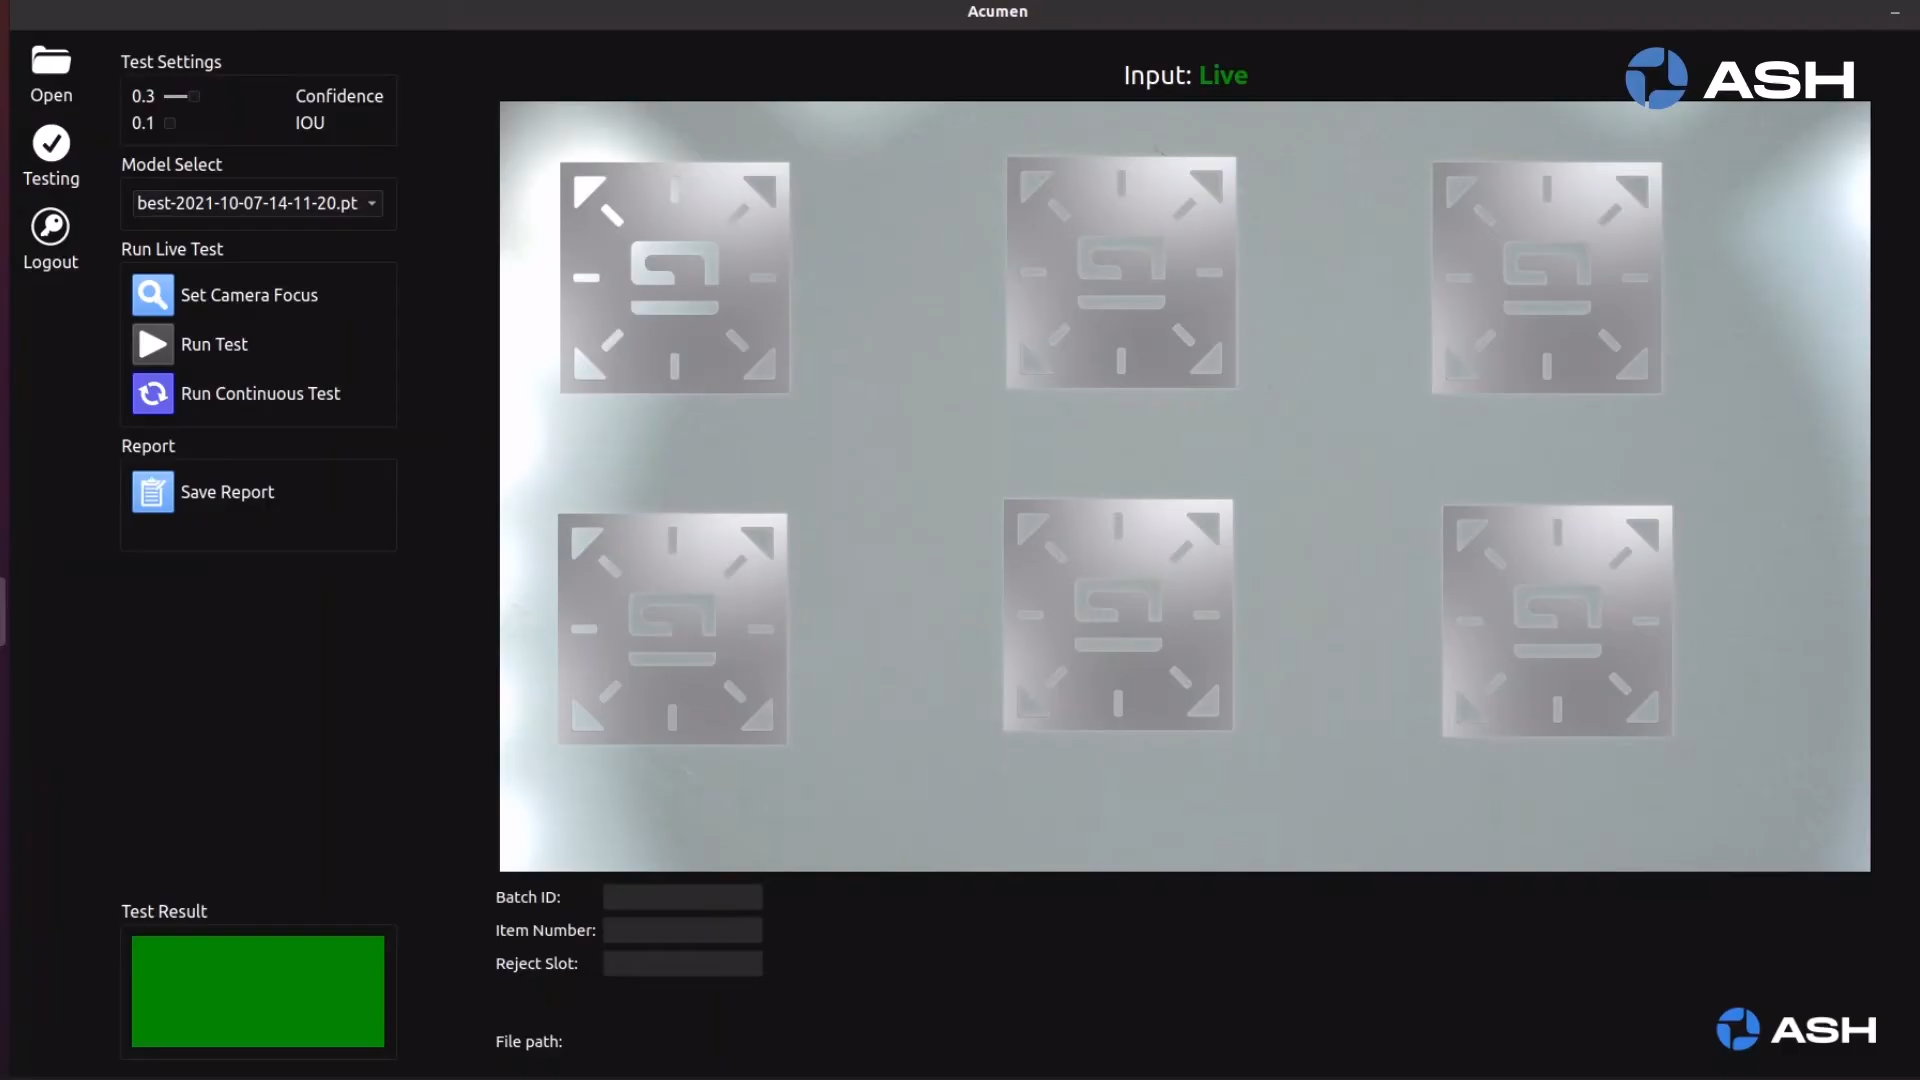 Acumen
Open
Testing
Logout
Test Settings
0.3 Confidence
0.1 IOU
Model Select
best-2021-10-07-14-11-20.pt
Run Live Test
Set Camera Focus
Run Test
Run Continuous Test
Report
Save Report
Test Result
Input: Live
ASH
Batch ID:
Item Number:
Reject Slot:
File path:
ASH